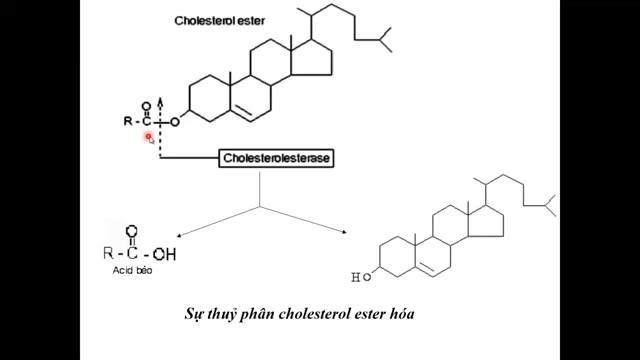 Cholesterol ester
O
R - C - O
Cholesterolesterase
O
R - C - OH
Acid béo
HO
Sự thuỷ phân cholesterol ester hóa